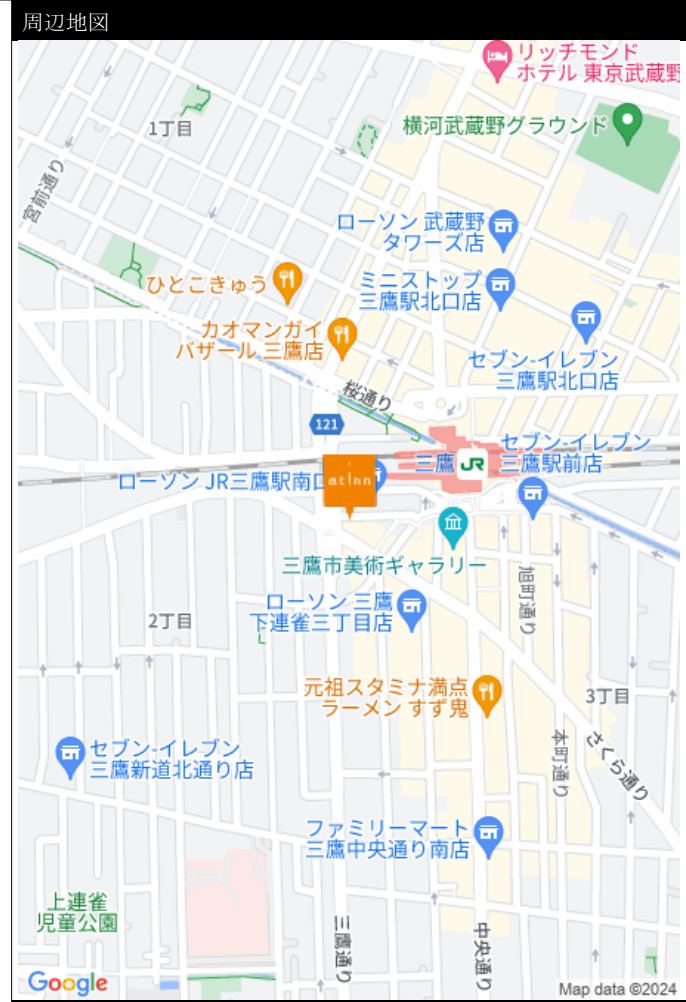 周辺地図
リッチモンド
ホテル 東京武蔵野
横河武蔵野グラウンド
1丁目
宮前通り
ローソン 武蔵野
タワーズ店
ひとこきゅう
ミニストップ
三鷹駅北口店
カオマンガイ
バザール 三鷹店
セブン-イレブン
三鷹駅北口店
桜通り
121
セブン-イレブン
三鷹駅前店
三鷹
JR
ローソン JR三鷹駅南口
at Inn
三鷹市美術ギャラリー
旭町通り
ローソン 三鷹
下連雀三丁目店
2丁目
元祖スタミナ満点
ラーメン すず鬼
3丁目
さくら通り
本町通り
セブン-イレブン
三鷹新道北通り店
ファミリーマート
三鷹中央通り南店
上連雀
児童公園
三鷹通り
中央通り
Google
Map data ©2024